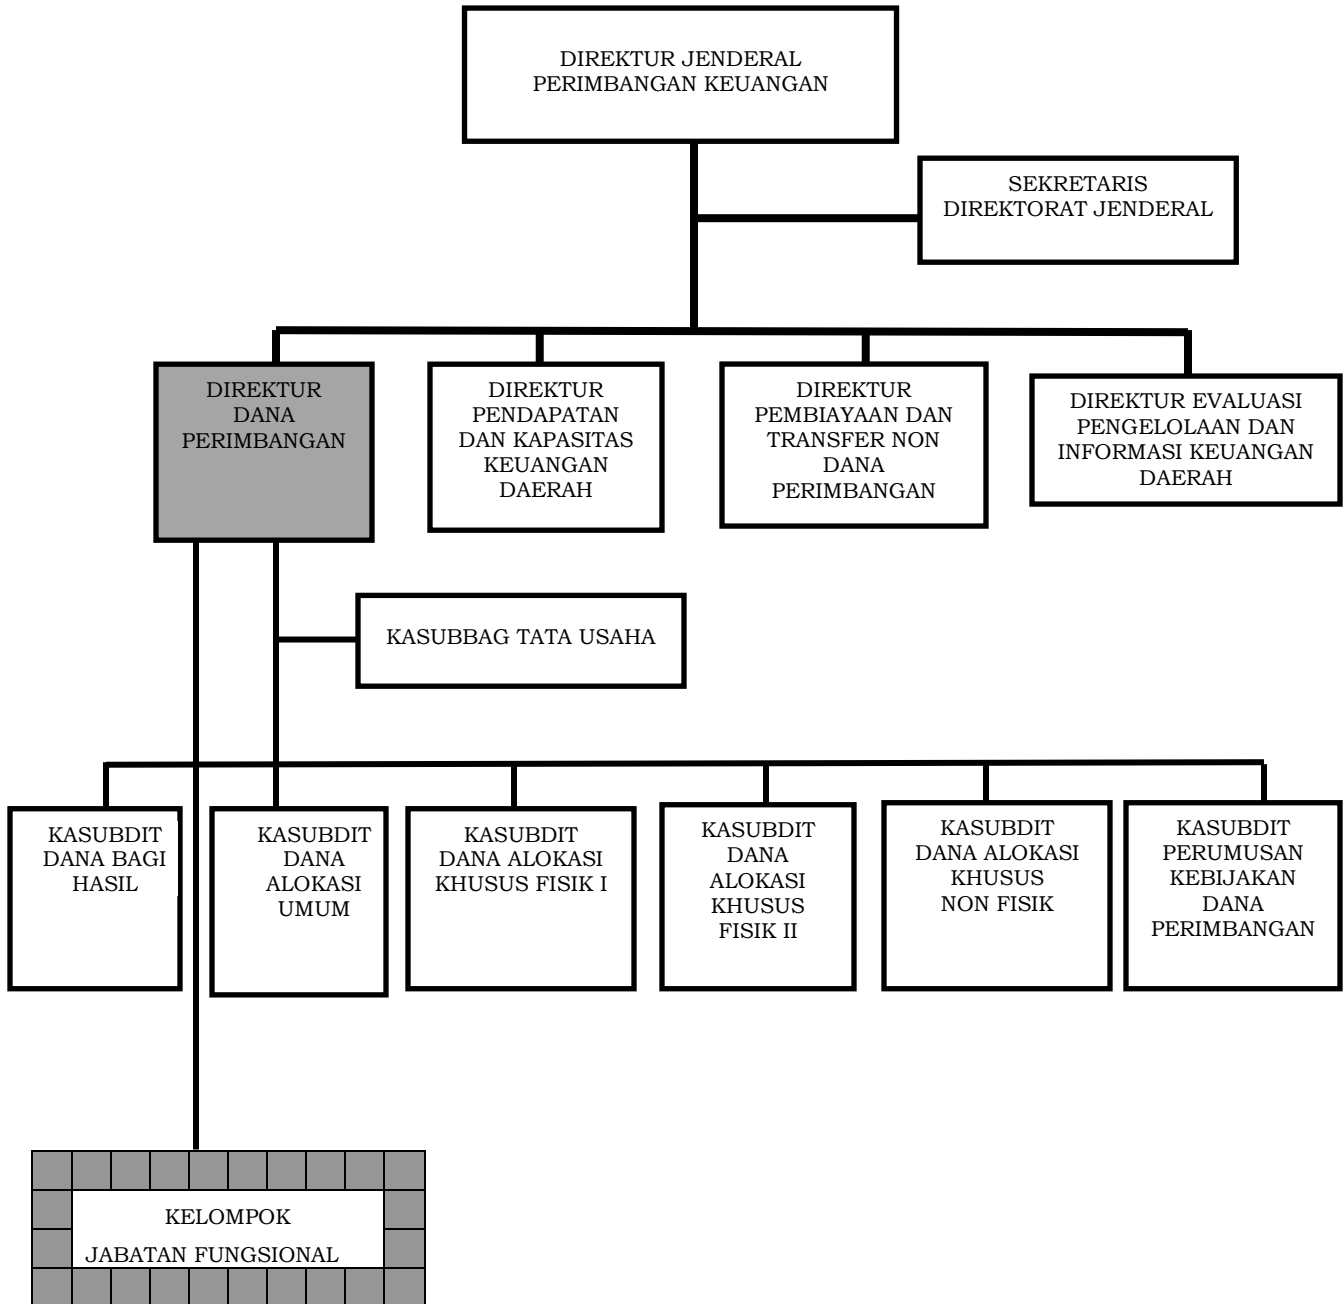 DIREKTUR JENDERAL
PERIMBANGAN KEUANGAN
SEKRETARIS
DIREKTORAT JENDERAL
DIREKTUR
DANA
PERIMBANGAN
DIREKTUR
PENDAPATAN
DAN KAPASITAS
KEUANGAN
DAERAH
DIREKTUR
PEMBIAYAAN DAN
TRANSFER NON
DANA
PERIMBANGAN
DIREKTUR EVALUASI
PENGELOLAAN DAN
INFORMASI KEUANGAN
DAERAH
KASUBBAG TATA USAHA
KASUBDIT
DANA BAGI
HASIL
KASUBDIT
DANA
ALOKASI
UMUM
KASUBDIT
DANA ALOKASI
KHUSUS FISIK I
KASUBDIT
DANA
ALOKASI
KHUSUS
FISIK II
KASUBDIT
DANA ALOKASI
KHUSUS
NON FISIK
KASUBDIT
PERUMUSAN
KEBIJAKAN
DANA
PERIMBANGAN
KELOMPOK
JABATAN FUNGSIONAL